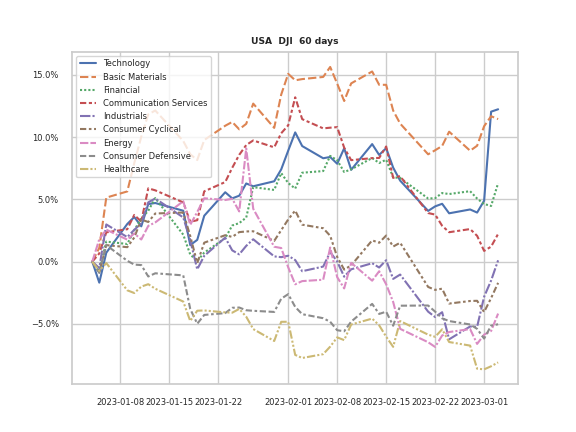 USA DJI 60 days
15.0%
10.0%
5.0%
0.0%
−5.0%
Technology
Basic Materials
Financial
Communication Services
Industrials
Consumer Cyclical
Energy
Consumer Defensive
Healthcare
2023-01-08 2023-01-15 2023-01-22 2023-02-01 2023-02-08 2023-02-15 2023-02-22 2023-03-01